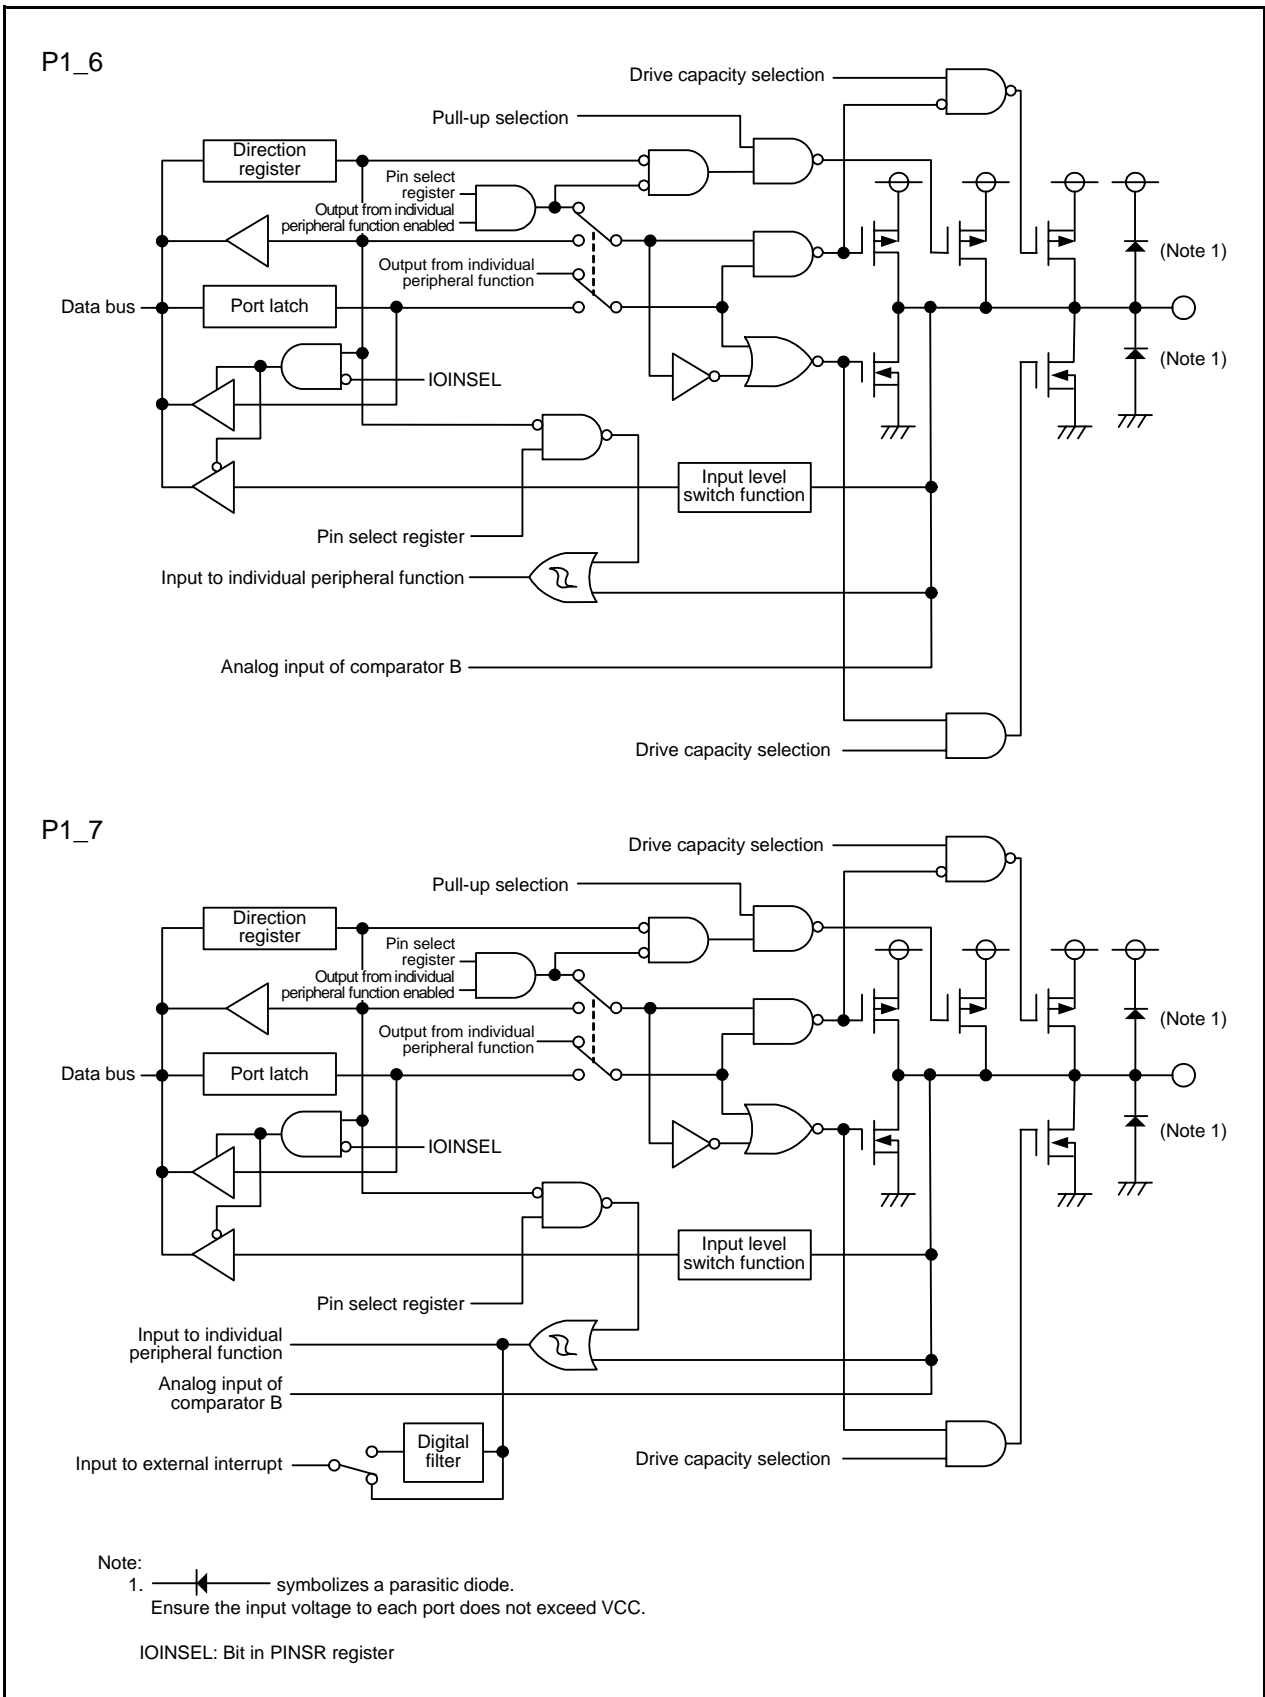 P1_6
Drive capacity selection
Pull-up selection
Direction
register
Pin select
register
Output from individual
peripheral function enabled
Output from individual
peripheral function
(Note 1)
Data bus
Port latch
(Note 1)
IOINSEL
Input level
switch function
Pin select register
Input to individual peripheral function
Analog input of comparator B
Drive capacity selection
P1_7
Drive capacity selection
Pull-up selection
Direction
register
Pin select
register
Output from individual
peripheral function enabled
Output from individual
peripheral function
(Note 1)
Data bus
Port latch
(Note 1)
IOINSEL
Input level
switch function
Pin select register
Input to individual
peripheral function
Analog input of
comparator B
Digital
filter
Input to external interrupt
Drive capacity selection
Note:
1. symbolizes a parasitic diode.
Ensure the input voltage to each port does not exceed VCC.
IOINSEL: Bit in PINSR register